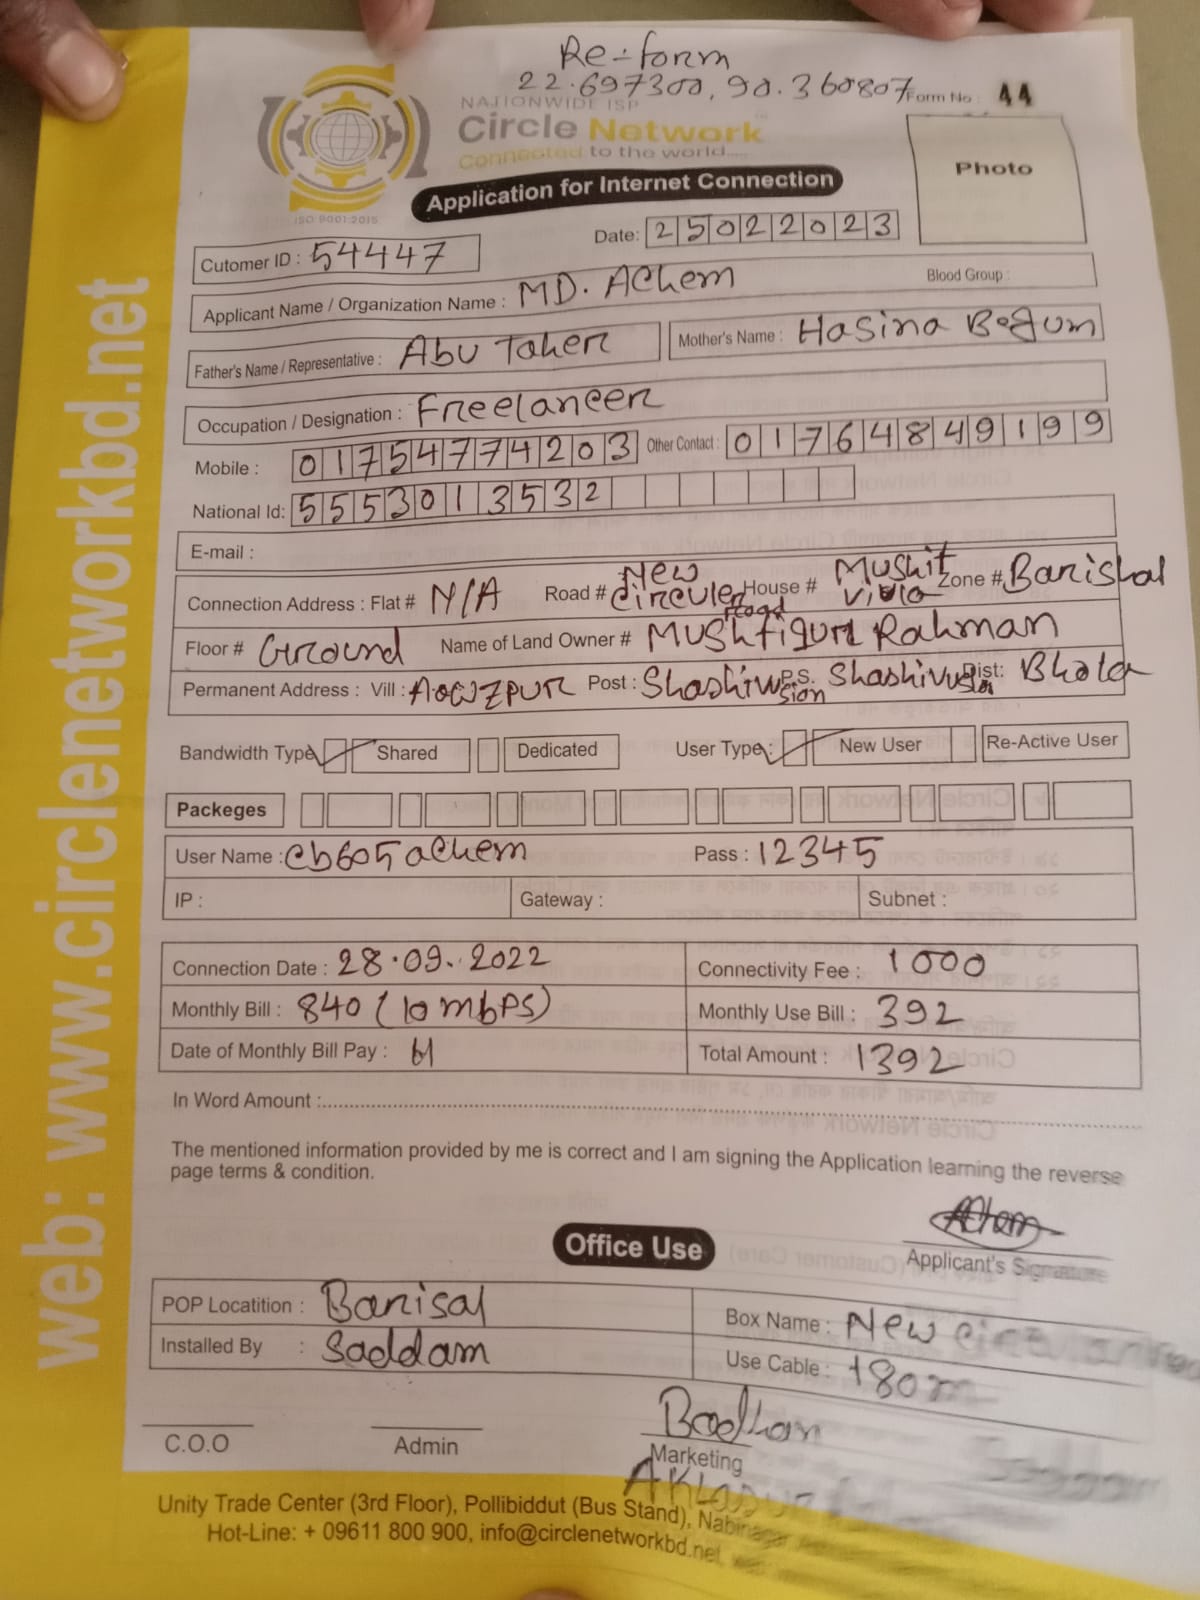 Re-form
22.697300, 90.360807 Form No : 44
NATIONWIDE ISP
Circle Network
Connected to the world.....
ISO 9001:2015
Photo
Application for Internet Connection
Date: 25022023
Cutomer ID : 54447
Applicant Name / Organization Name : MD. AChem Blood Group :
Father's Name / Representative : Abu Taher Mother's Name : Hasina Begum
Occupation / Designation : Freelancer
Mobile : 01754774203 Other Contact : 01764849199
National Id: 5553013532
E-mail :
Connection Address : Flat # N/A Road # New Circuler Road House # Mushit Zone # Barishal
Floor # Ground Name of Land Owner # Mushfiqur Rahman
Permanent Address : Vill : Post : P.S. Dist: Bhola
Bandwidth Type: Shared Dedicated User Type: New User Re-Active User
Packeges
User Name : cb605achem Pass : 12345
IP : Gateway : Subnet :
Connection Date : 28.09.2022 Connectivity Fee : 1000
Monthly Bill : 840 (10 mbps) Monthly Use Bill : 392
Date of Monthly Bill Pay : Total Amount : 1392
In Word Amount :
The mentioned information provided by me is correct and I am signing the Application learning the reverse
page terms & condition.
Achem
Applicant's Signature
Office Use
POP Locatition : Barisal Box Name : New
Installed By : Saddam Use Cable : 180m
C.O.O Admin Marketing
Unity Trade Center (3rd Floor), Pollibiddut (Bus Stand), Nabinagar
Hot-Line: + 09611 800 900, info@circlenetworkbd.net,
web: www.circlenetworkbd.net